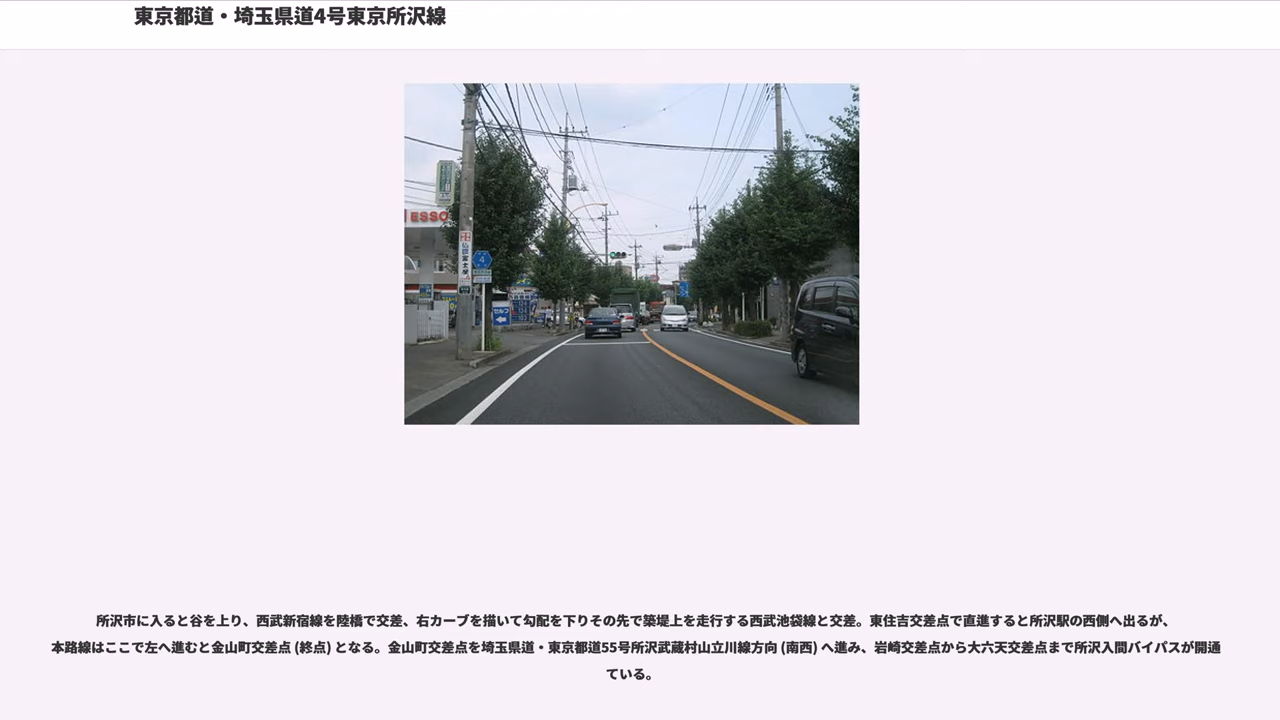 東京都道・埼玉県道4号東京所沢線
ESSO
4
セルフ
所沢市に入ると谷を上り、西武新宿線を陸橋で交差、右カーブを描いて勾配を下りその先で築堤上を走行する西武池袋線と交差。東住吉交差点で直進すると所沢駅の西側へ出るが、
本路線はここで左へ進むと金山町交差点 (終点) となる。金山町交差点を埼玉県道・東京都道55号所沢武蔵村山立川線方向 (南西) へ進み、岩崎交差点から大六天交差点まで所沢入間バイパスが開通
ている。